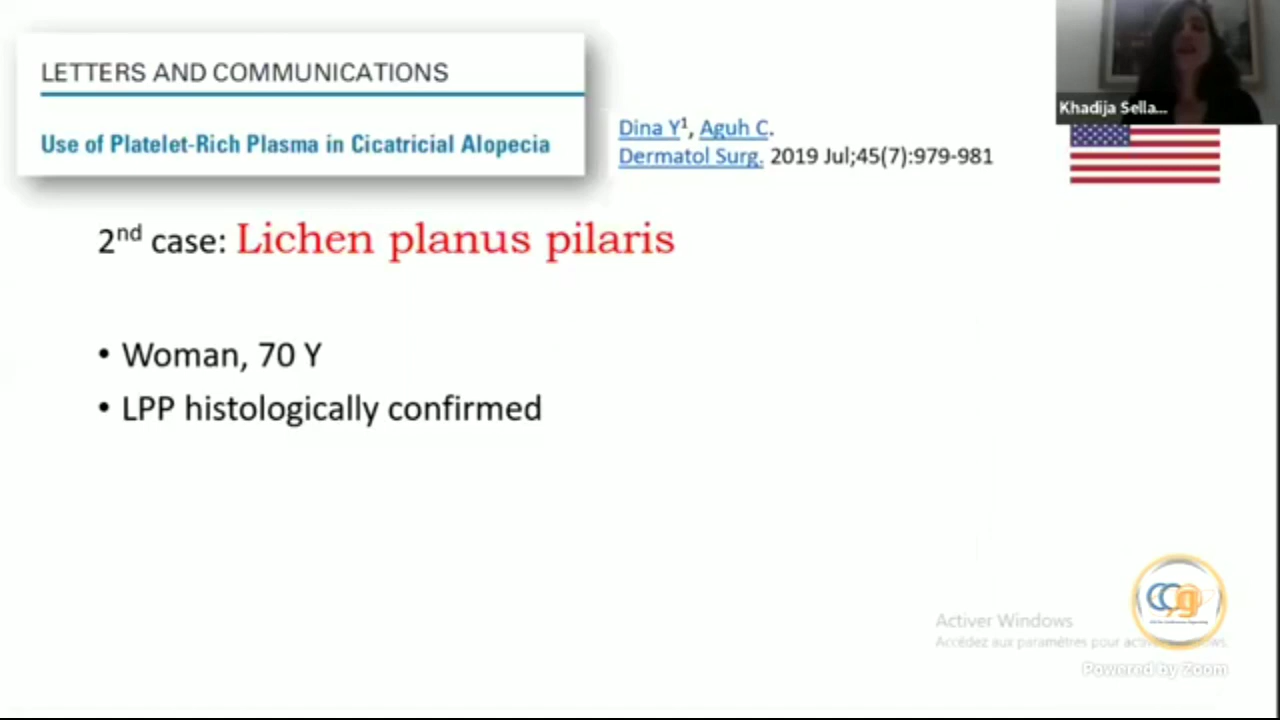 LETTERS AND COMMUNICATIONS
Use of Platelet-Rich Plasma in Cicatricial Alopecia
Dina Y1, Aguh C.
Dermatol Surg. 2019 Jul;45(7):979-981
Khadija Sella...
2nd case: Lichen planus pilaris
• Woman, 70 Y
• LPP histologically confirmed
Activer Windows
Accédez aux paramètres pour
CCg
Powered by Zoom